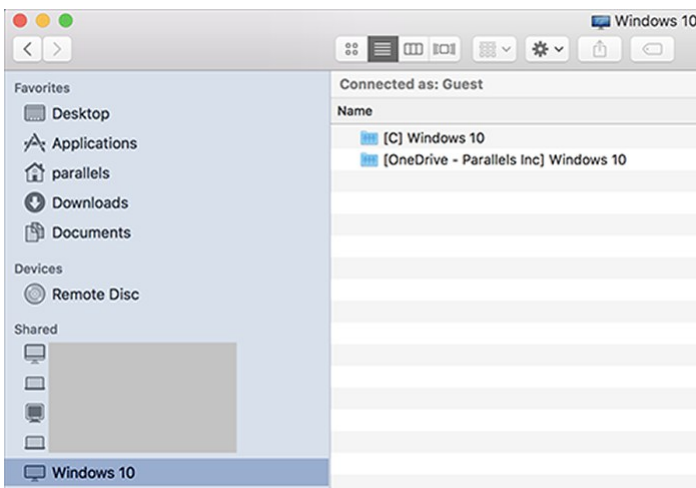 Windows 10
Favorites
Desktop
Applications
parallels
Downloads
Documents
Devices
Remote Disc
Shared
Windows 10
Connected as: Guest
Name
[C] Windows 10
[OneDrive - Parallels Inc] Windows 10